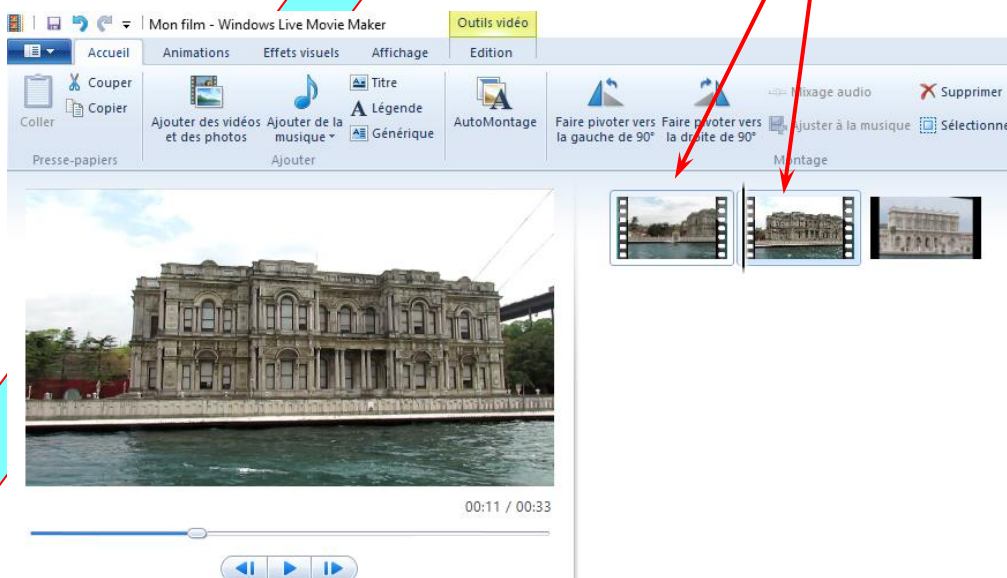 Mon film - Windows Live Movie Maker
Outils vidéo
Accueil Animations Effets visuels Affichage Edition
Coller
Couper
Copier
Presse-papiers
Ajouter des vidéos et des photos
Ajouter de la musique
Titre
Légende
Générique
Ajouter
AutoMontage
Faire pivoter vers la gauche de 90°
Faire pivoter vers la droite de 90°
Mixage audio
Ajuster à la musique
Supprimer
Sélectionne
Montage
00:11 / 00:33